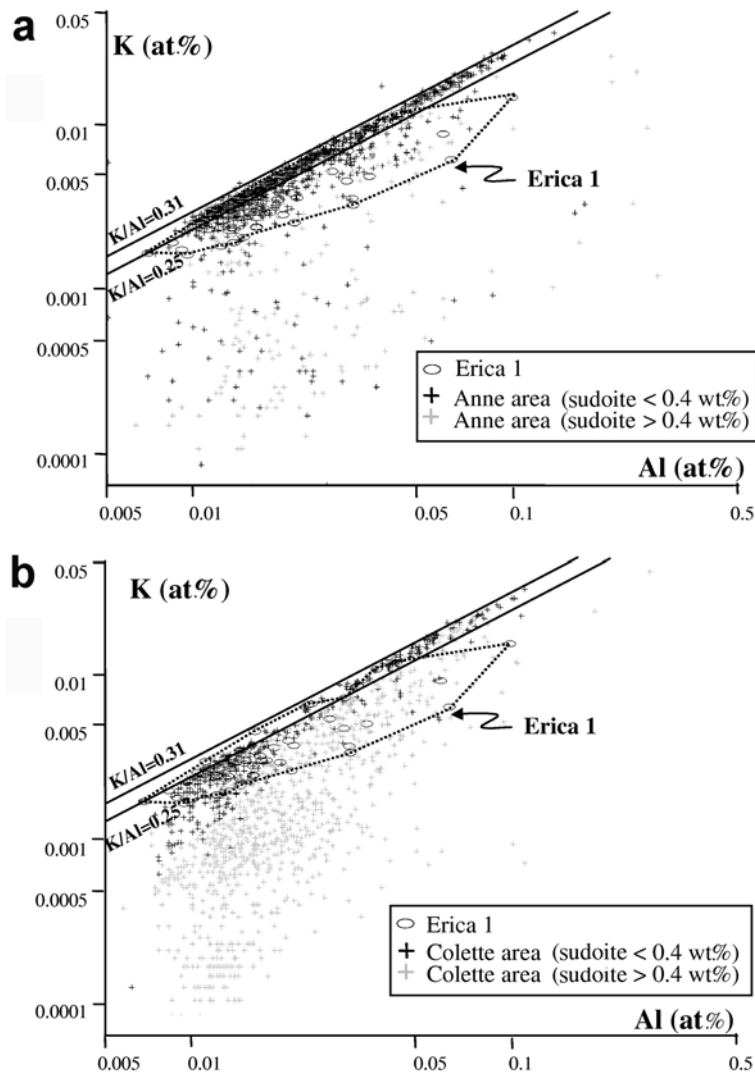 a
K (at.%)
0.05
0.01
0.005
0.001
0.0005
0.0001
K/Al=0.31
K/Al=0.25
Erica 1
Erica 1
Anne area (sudoite < 0.4 wt%)
Anne area (sudoite > 0.4 wt%)
Al (at.%)
0.005 0.01 0.05 0.1 0.5
b
K (at.%)
0.05
0.01
0.005
0.001
0.0005
0.0001
K/Al=0.31
K/Al=0.25
Erica 1
Erica 1
Colette area (sudoite < 0.4 wt%)
Colette area (sudoite > 0.4 wt%)
Al (at.%)
0.005 0.01 0.05 0.1 0.5